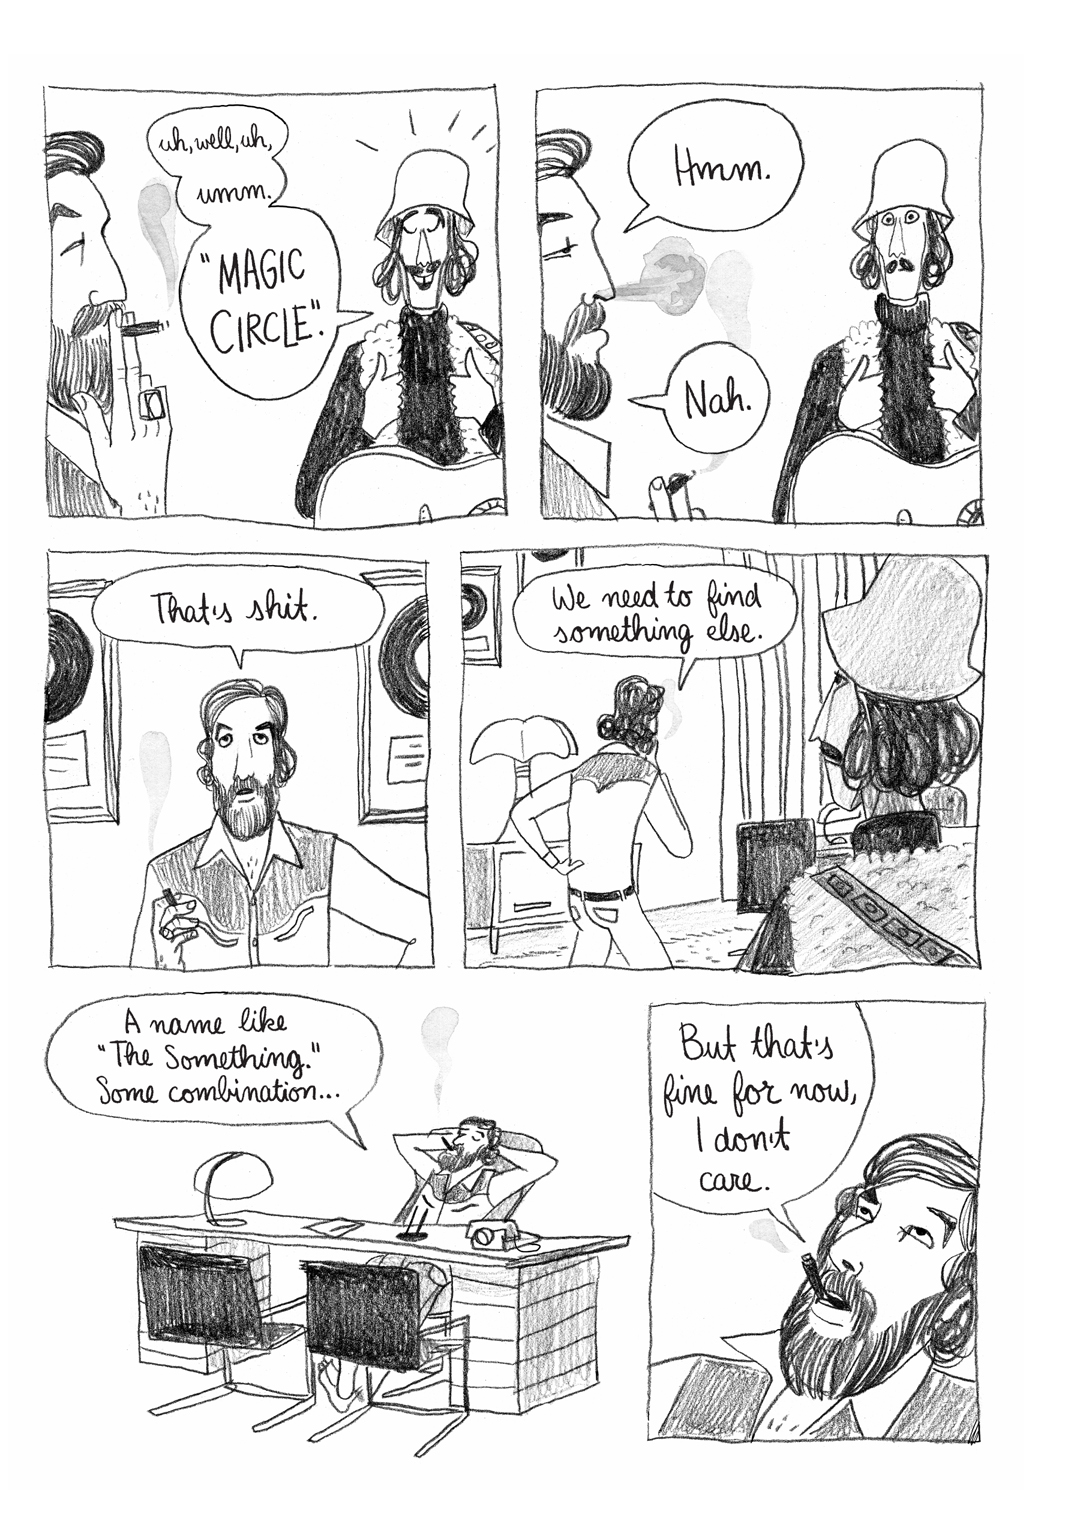 uh, well, uh,
umm.
"MAGIC
CIRCLE".
Hmm.
Nah.
That's shit.
We need to find
something else.
A name like
"The Something."
Some combination...
But that's
fine for now,
I don't
care.